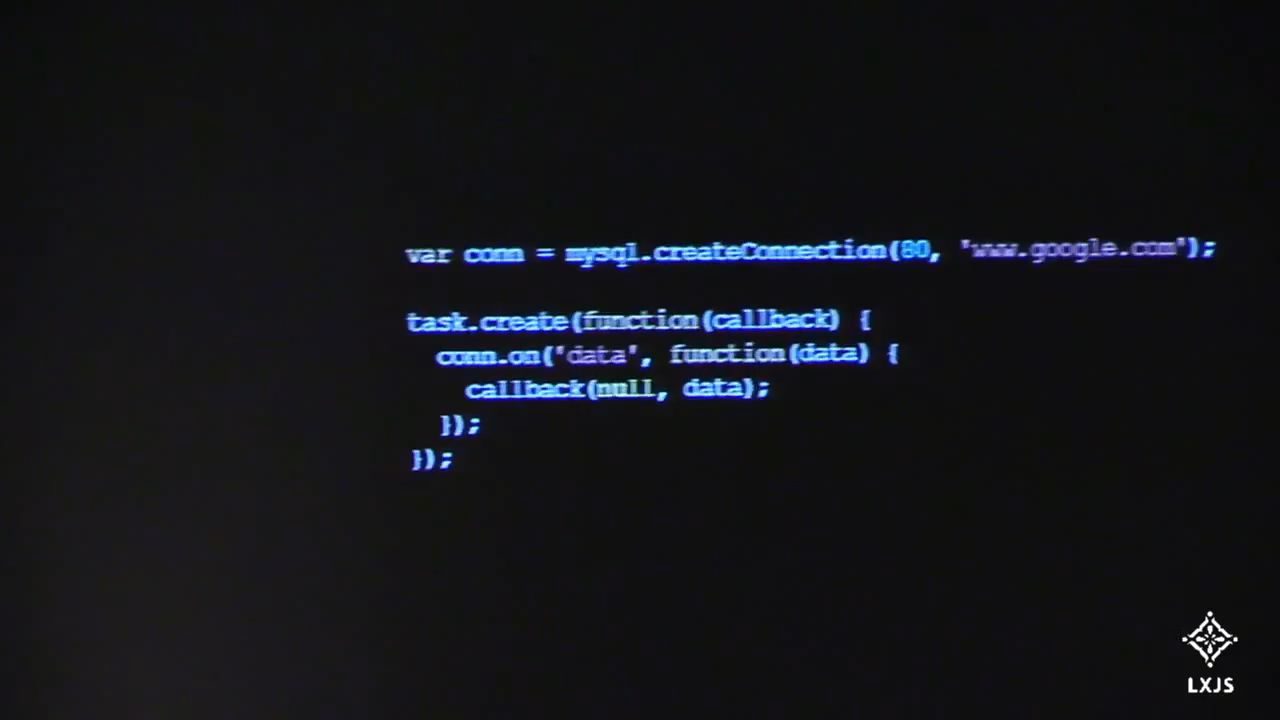 var conn = mysql.createConnection(80, 'www.google.com');
task.create(function(callback) {
conn.on('data', function(data) {
callback(null, data);
});
});
LXJS